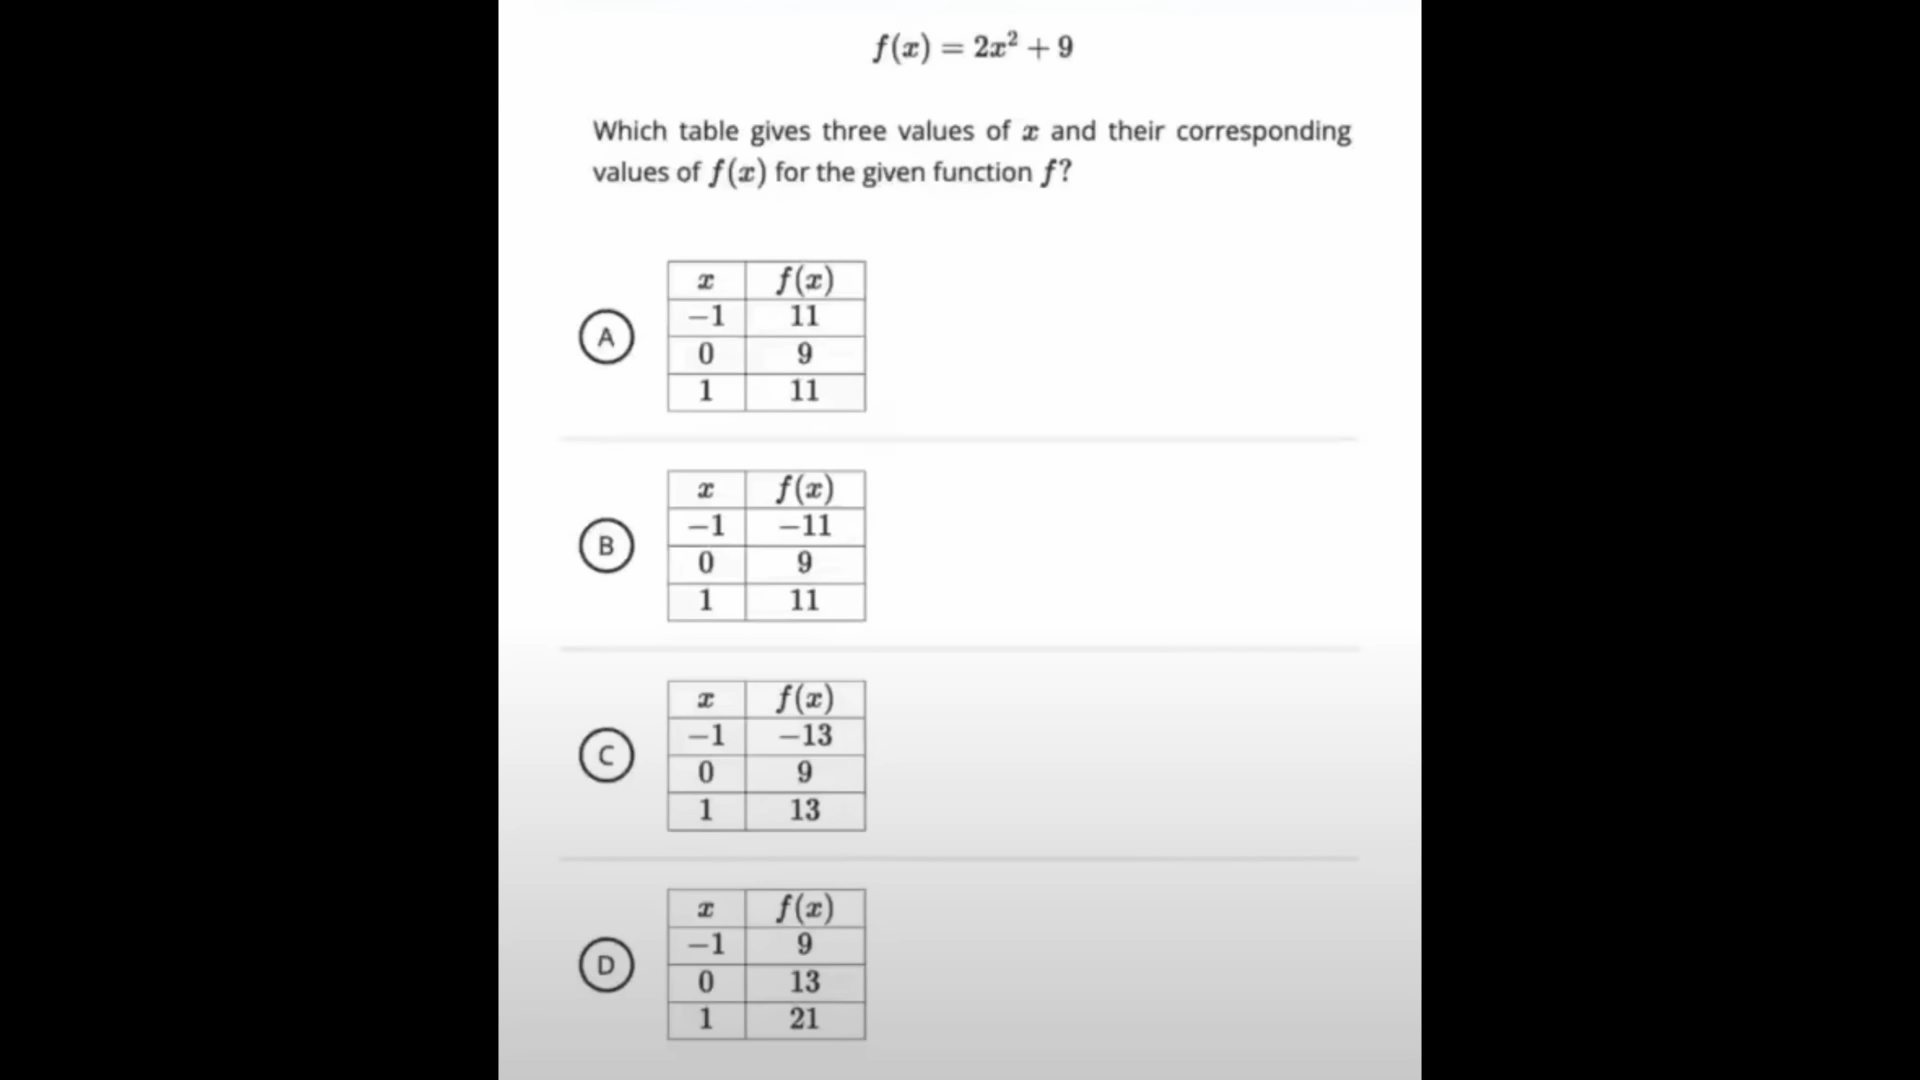 f(x) = 2x² + 9
Which table gives three values of x and their corresponding
values of f(x) for the given function f?
A
x f(x)
−1 11
0 9
1 11
B
x f(x)
−1 −11
0 9
1 11
C
x f(x)
−1 −13
0 9
1 13
D
x f(x)
−1 9
0 13
1 21